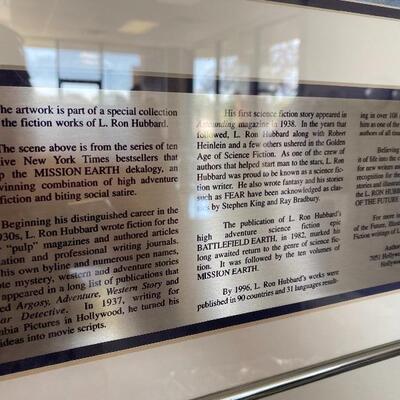 he artwork is part of a special collection
the fiction works of L. Ron Hubbard.
The scene above is from the series of ten
ive New York Times bestsellers that
p the MISSION EARTH dekalogy, an
winning combination of high adventure
fiction and biting social satire.
Beginning his distinguished career in the
930s, L. Ron Hubbard wrote fiction for the
"pulp" magazines and authored articles
ation and professional and writing journals.
his own byline and numerous pen names,
ote mystery, western and adventure stories
appeared in a long list of publications that
ed Argosy, Adventure, Western Story and
ar Detective. In 1937, writing for
mbia Pictures in Hollywood, he turned his
ideas into movie scripts.
His first science fiction story appeared in
Astounding magazine in 1938. In the years that
followed, L. Ron Hubbard along with Robert
Heinlein and a few others ushered in the Golden
Age of Science Fiction. As one of the crew of
authors that helped start man to the stars, L. Ron
Hubbard was proud to be known as a science fic-
tion writer. He also wrote fantasy and his stories
such as FEAR have been acknowledged as clas-
sics by Stephen King and Ray Bradbury.
The publication of L. Ron Hubbard's
high adventure science fiction epic
BATTLEFIELD EARTH, in 1982, marked his
long awaited return to the genre of science fic-
tion. It was followed by the ten volumes of
MISSION EARTH.
By 1996, L. Ron Hubbard's works were
published in 90 countries and 31 languages result-
ing in over 108
him as one of the
authors of all time
Believing
it of life into the
for new writers and
recognition for th
stories and illustra
the L. RON HUB
OF THE FUTURE
For more in
of the Future, Illus
Fiction writings of L
Auth
7051 Hollywo
Hollywo